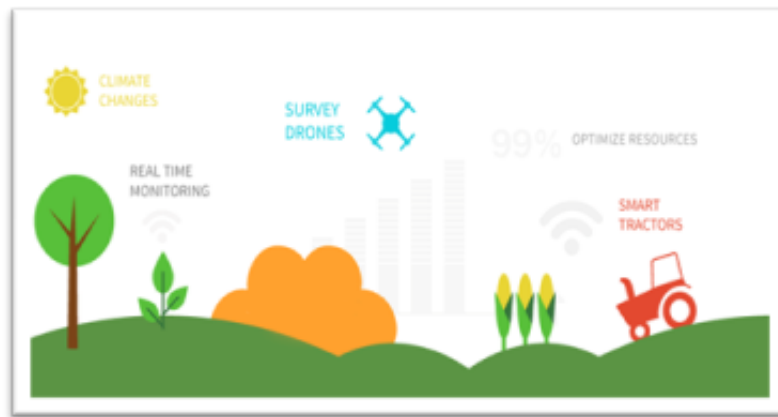 CLIMATE
CHANGES
SURVEY
DRONES
99%
OPTIMIZE RESOURCES
REAL TIME
MONITORING
SMART
TRACTORS